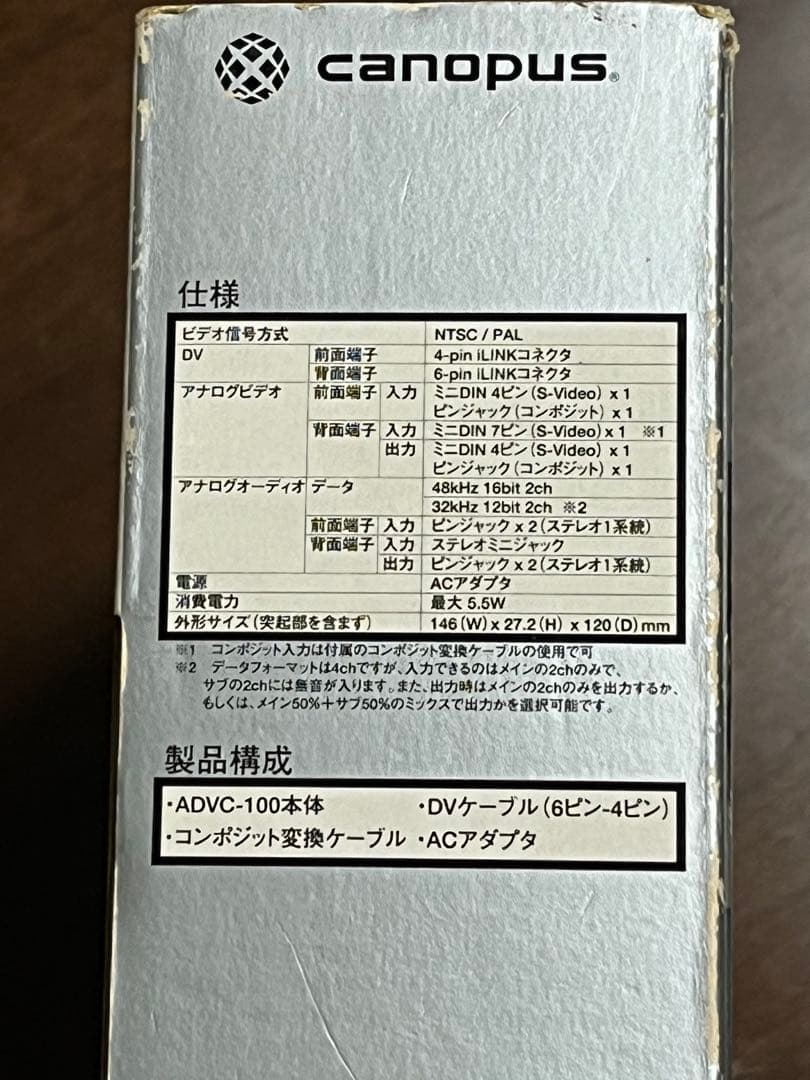 canopus®
仕様
ビデオ信号方式 NTSC / PAL
DV 前面端子 4-pin iLINKコネクタ
背面端子 6-pin iLINKコネクタ
アナログビデオ 前面端子 入力 ミニDIN 4ピン(S-Video) x 1
ピンジャック(コンポジット) x 1
背面端子 入力 ミニDIN 7ピン(S-Video) x 1 ※1
出力 ミニDIN 4ピン(S-Video) x 1
ピンジャック(コンポジット) x 1
アナログオーディオ データ 48kHz 16bit 2ch
32kHz 12bit 2ch ※2
前面端子 入力 ピンジャック x 2(ステレオ1系統)
背面端子 入力 ステレオミニジャック
出力 ピンジャック x 2(ステレオ1系統)
電源 ACアダプタ
消費電力 最大 5.5W
外形サイズ(突起部を含まず) 146(W) x 27.2(H) x 120(D)mm
※1 コンポジット入力は付属のコンポジット変換ケーブルの使用で可
※2 データフォーマットは4chですが、入力できるのはメインの2chのみで、
サブの2chには無音が入ります。また、出力時はメインの2chのみを出力するか、
もしくは、メイン50%+サブ50%のミックスで出力かを選択可能です。
製品構成
・ADVC-100本体 ・DVケーブル(6ピン-4ピン)
・コンポジット変換ケーブル ・ACアダプタ